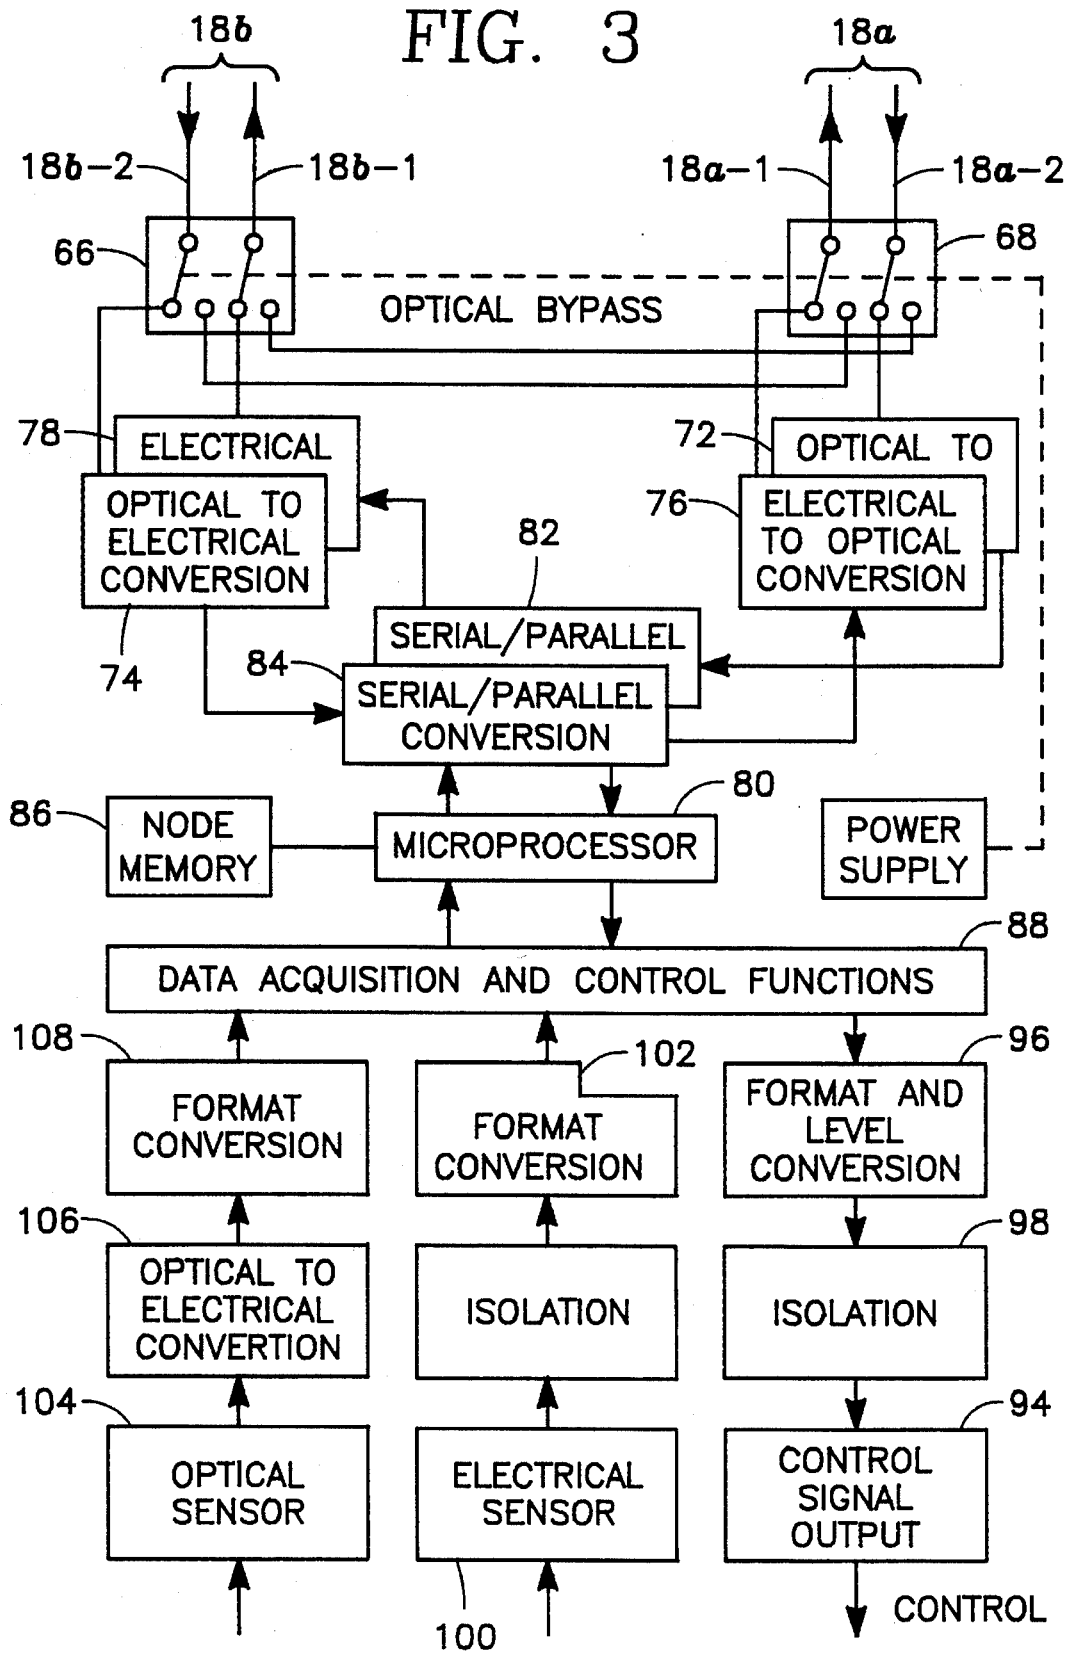 FIG. 3
18b
18a
18b-2
18b-1
18a-1
18a-2
66
68
OPTICAL BYPASS
78
ELECTRICAL
72
OPTICAL TO
OPTICAL TO
ELECTRICAL
CONVERSION
74
76
ELECTRICAL
TO OPTICAL
CONVERSION
82
SERIAL/PARALLEL
84
SERIAL/PARALLEL
CONVERSION
80
86
NODE
MEMORY
MICROPROCESSOR
POWER
SUPPLY
88
DATA ACQUISITION AND CONTROL FUNCTIONS
108
FORMAT
CONVERSION
102
FORMAT
CONVERSION
96
FORMAT AND
LEVEL
CONVERSION
106
OPTICAL TO
ELECTRICAL
CONVERTION
ISOLATION
98
ISOLATION
104
OPTICAL
SENSOR
ELECTRICAL
SENSOR
100
94
CONTROL
SIGNAL
OUTPUT
CONTROL